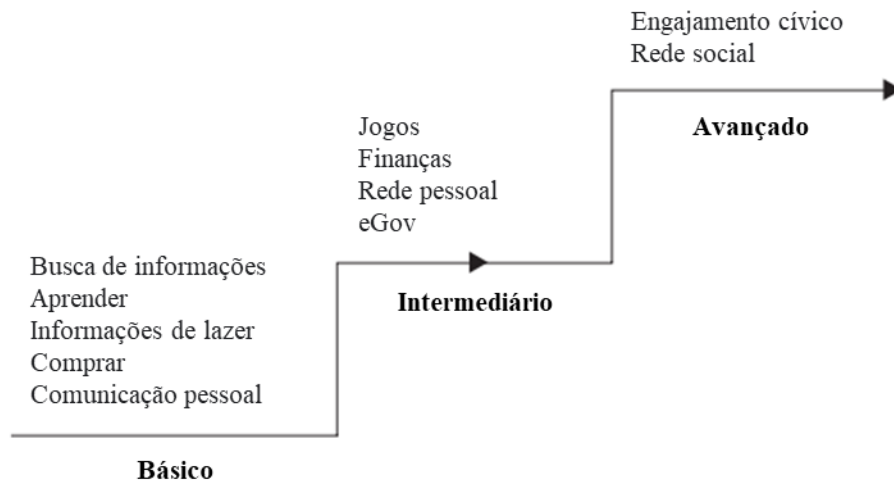 Engajamento cívico
Rede social
Avançado
Jogos
Finanças
Rede pessoal
eGov
Intermediário
Busca de informações
Aprender
Informações de lazer
Comprar
Comunicação pessoal
Básico